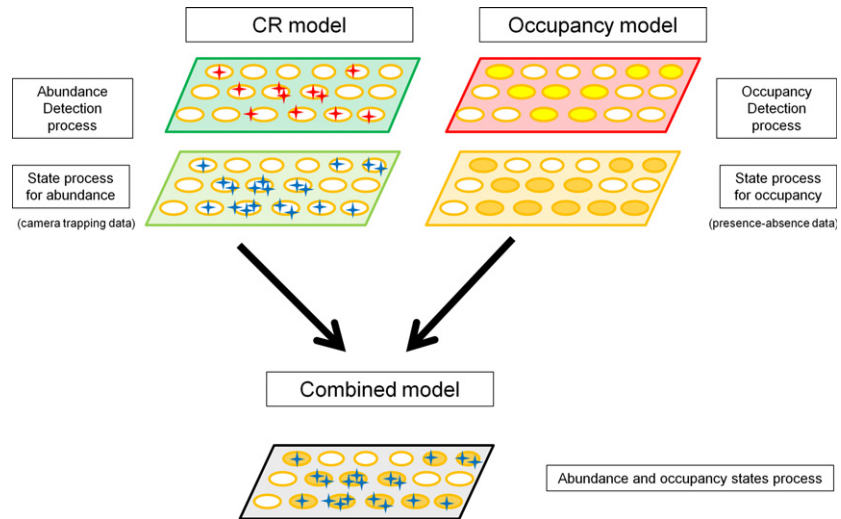 CR model
Occupancy model
Abundance
Detection
process
Occupancy
Detection
process
State process
for abundance
(camera trapping data)
State process
for occupancy
(presence-absence data)
Combined model
Abundance and occupancy states process